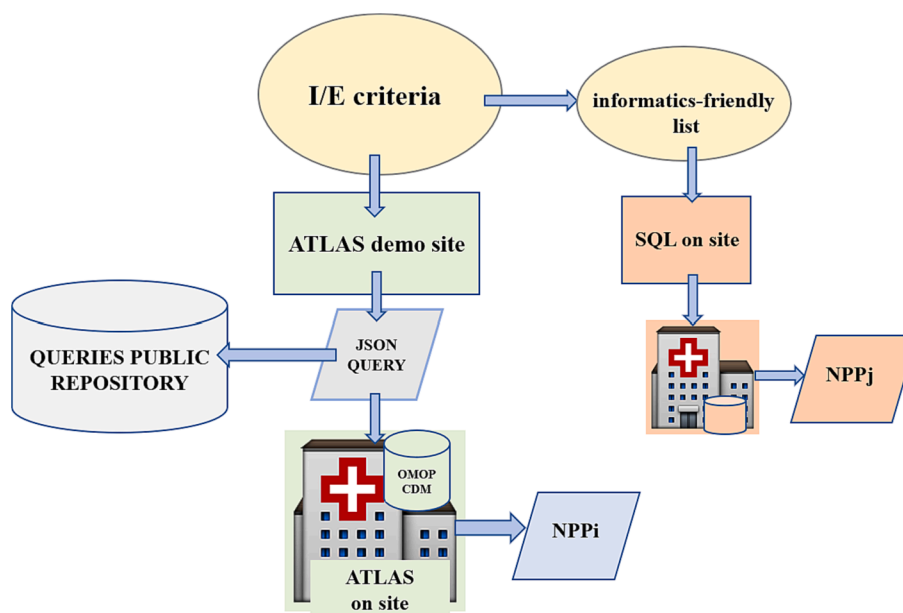 I/E criteria
informatics-friendly
list
ATLAS demo site
SQL on site
JSON
QUERY
QUERIES PUBLIC
REPOSITORY
NPPj
OMOP
CDM
NPPi
ATLAS
on site